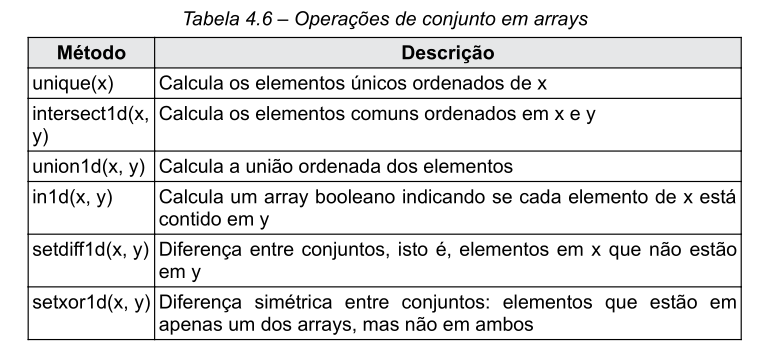 Tabela 4.6 – Operações de conjunto em arrays
Método Descrição
unique(x) Calcula os elementos únicos ordenados de x
intersect1d(x, Calcula os elementos comuns ordenados em x e y
y)
union1d(x, y) Calcula a união ordenada dos elementos
in1d(x, y) Calcula um array booleano indicando se cada elemento de x está
contido em y
setdiff1d(x, y) Diferença entre conjuntos, isto é, elementos em x que não estão
em y
setxor1d(x, y) Diferença simétrica entre conjuntos: elementos que estão em
apenas um dos arrays, mas não em ambos